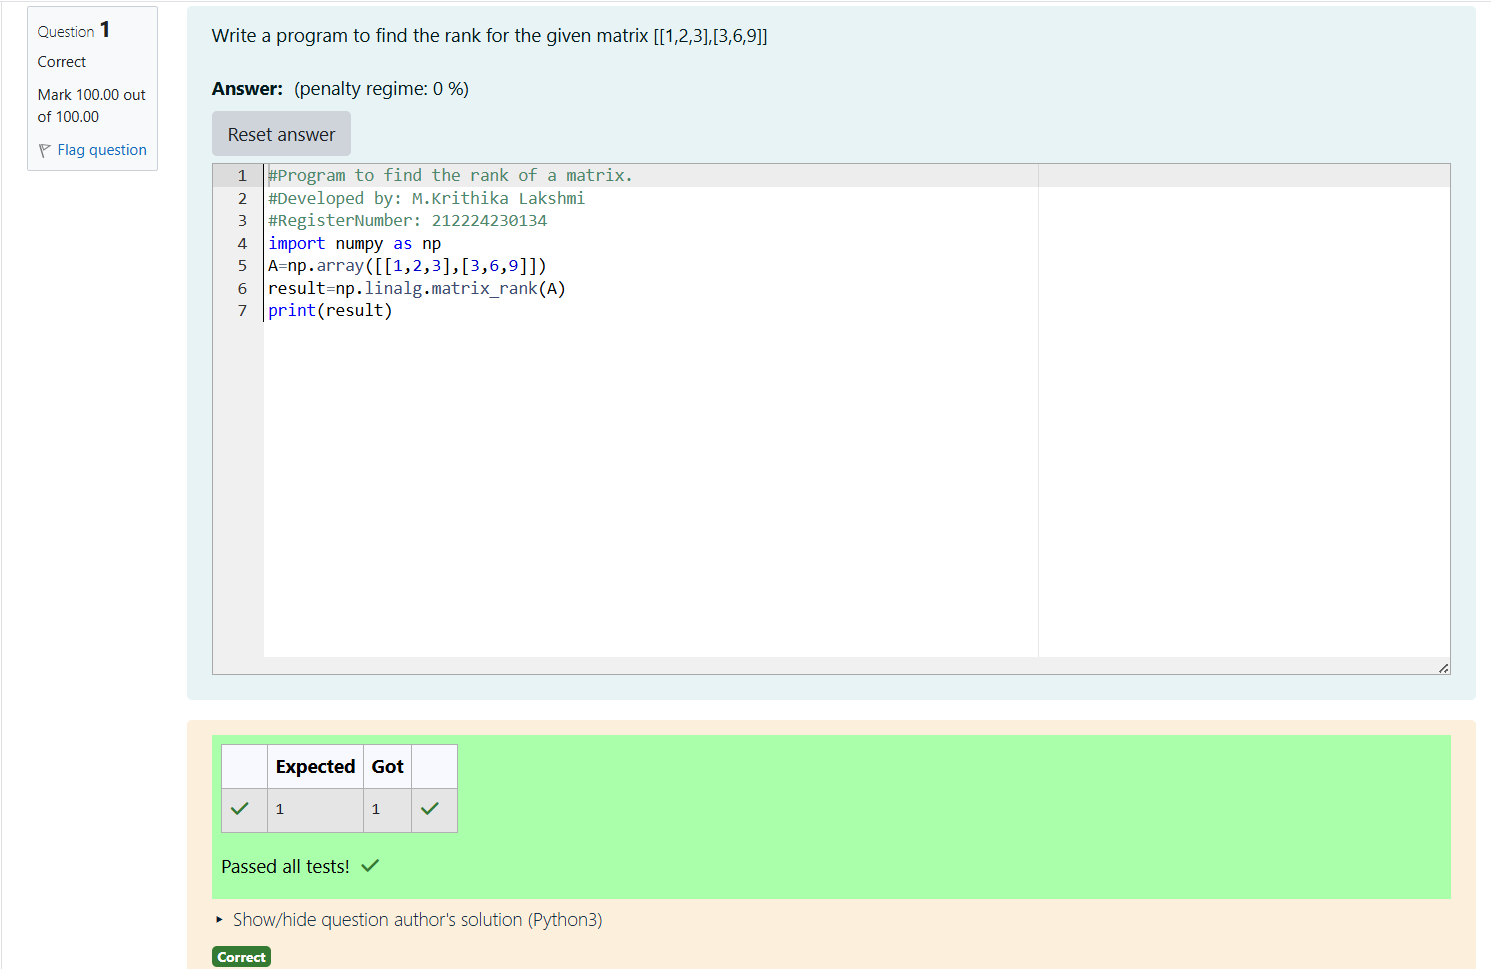 Question 1
Correct
Mark 100.00 out
of 100.00
Flag question
Write a program to find the rank for the given matrix [[1,2,3],[3,6,9]]
Answer: (penalty regime: 0 %)
Reset answer
1 #Program to find the rank of a matrix.
2 #Developed by: M.Krithika Lakshmi
3 #RegisterNumber: 212224230134
4 import numpy as np
5 A=np.array([[1,2,3],[3,6,9]])
6 result=np.linalg.matrix_rank(A)
7 print(result)
Expected Got
1 1
Passed all tests!
Show/hide question author's solution (Python3)
Correct